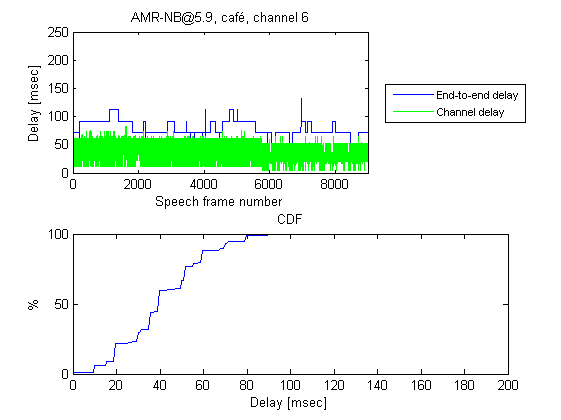 AMR-NB@5.9, café, channel 6
250
200
150
100
50
0
Delay [msec]
0 2000 4000 6000 8000
Speech frame number
End-to-end delay
Channel delay
CDF
100
50
0
%
0 20 40 60 80 100 120 140 160 180 200
Delay [msec]